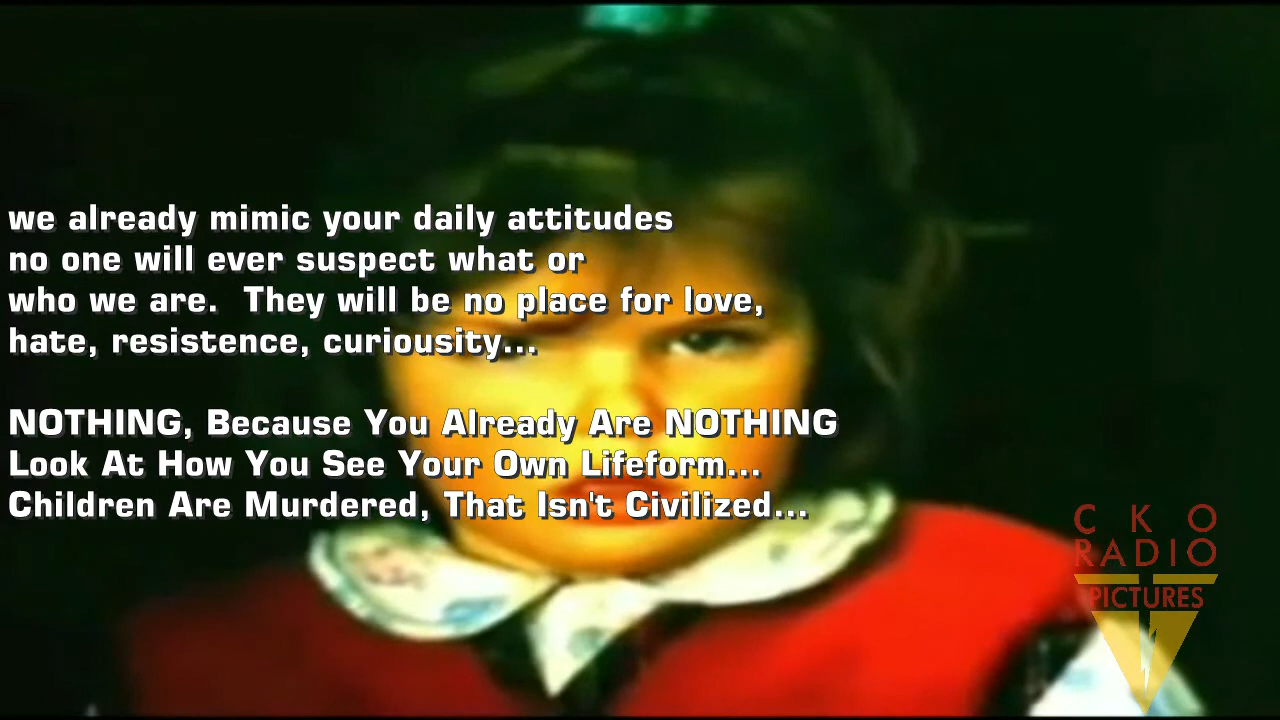 we already mimic your daily attitudes
no one will ever suspect what or
who we are.  They will be no place for love,
hate, resistence, curiousity...
NOTHING, Because You Already Are NOTHING
Look At How You See Your Own Lifeform...
Children Are Murdered, That Isn't Civilized...
CKO
RADIO
PICTURES